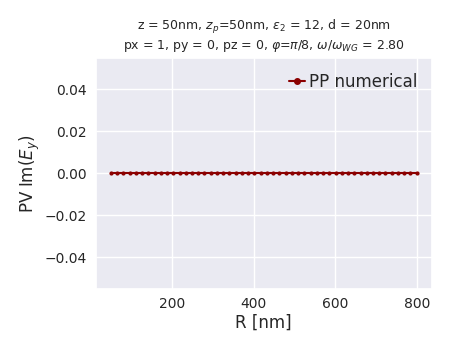 z = 50nm, z_p=50nm, ε_2 = 12, d = 20nm
px = 1, py = 0, pz = 0, φ=π/8, ω/ω_WG = 2.80
PP numerical
0.04
0.02
0.00
−0.02
−0.04
PV Im(E_y)
200
400
600
800
R [nm]